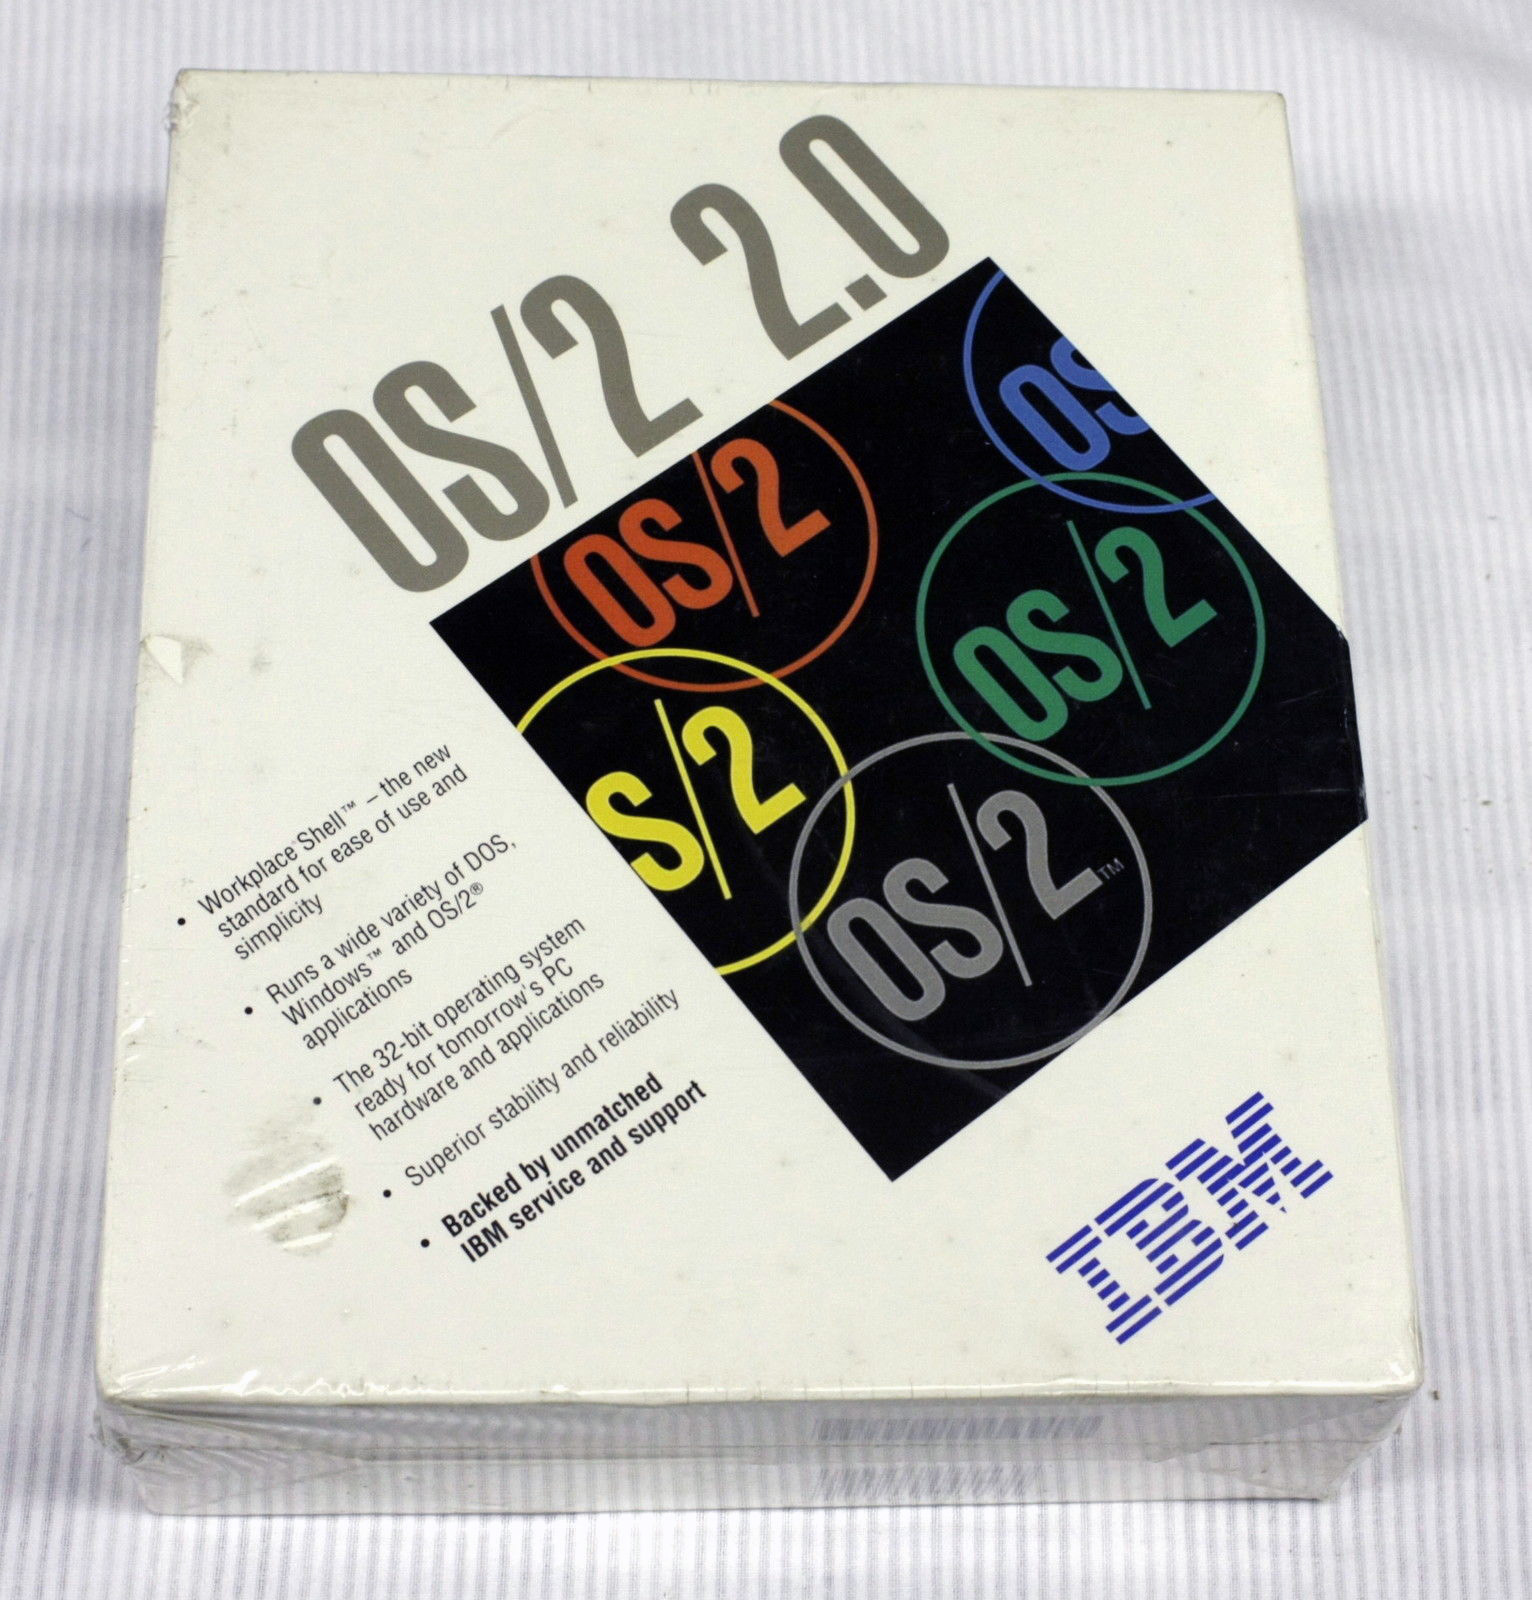 OS/2 2.0
OS
OS/2
OS/2
S/2
OS/2™
• Workplace Shell™ – the new
standard for ease of use and
simplicity
• Runs a wide variety of DOS,
Windows™ and OS/2®
applications
• The 32-bit operating system
ready for tomorrow's PC
hardware and applications
• Superior stability and reliability
• Backed by unmatched
IBM service and support
IBM